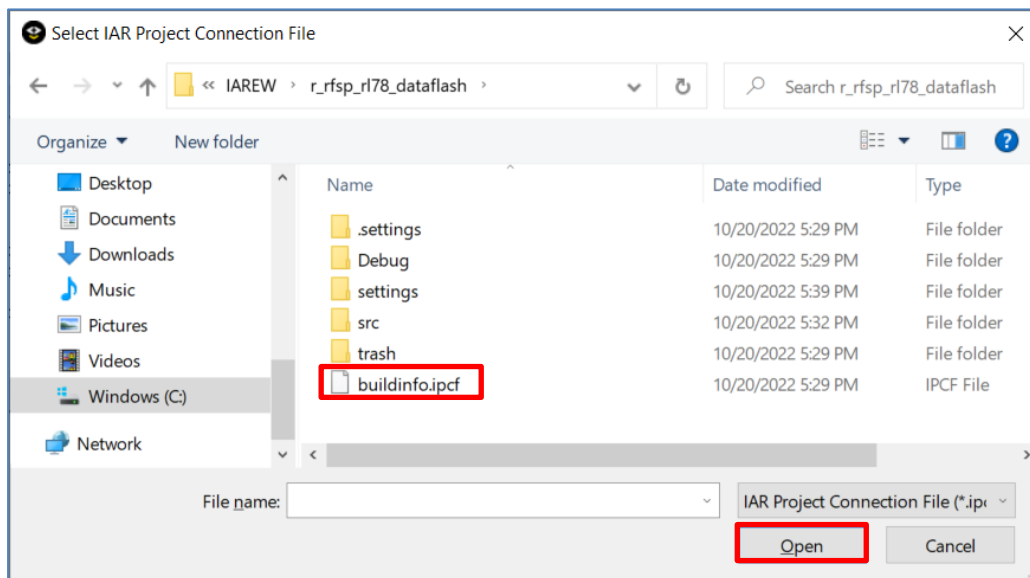 Select IAR Project Connection File
« IAREW › r_rfsp_rl78_dataflash ›
Search r_rfsp_rl78_dataflash
Organize
New folder
Desktop
Documents
Downloads
Music
Pictures
Videos
Windows (C:)
Network
Name Date modified Type
.settings 10/20/2022 5:29 PM File folder
Debug 10/20/2022 5:29 PM File folder
settings 10/20/2022 5:39 PM File folder
src 10/20/2022 5:32 PM File folder
trash 10/20/2022 5:29 PM File folder
buildinfo.ipcf 10/20/2022 5:29 PM IPCF File
File name:
IAR Project Connection File (*.ipc
Open
Cancel